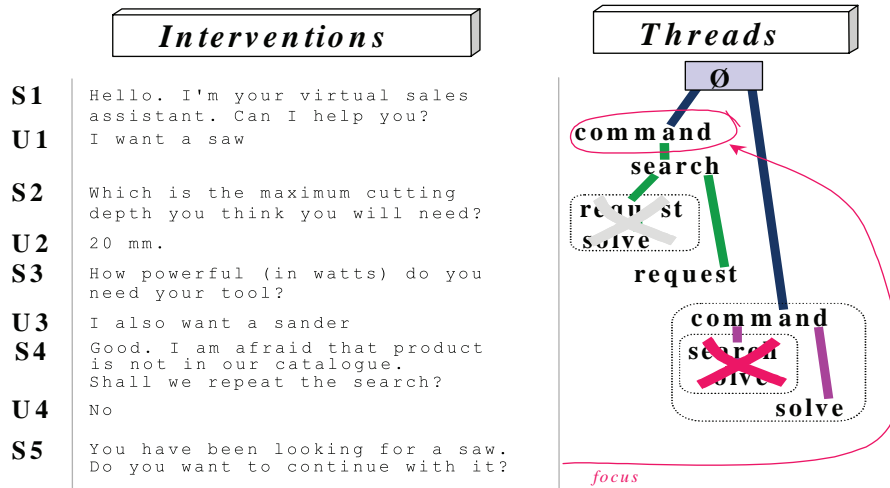 Interventions
Threads
Ø
S1
Hello. I'm your virtual sales
assistant. Can I help you?
U1
I want a saw
command
search
S2
Which is the maximum cutting
depth you think you will need?
request
solve
U2
20 mm.
S3
How powerful (in watts) do you
need your tool?
request
U3
I also want a sander
command
S4
Good. I am afraid that product
is not in our catalogue.
Shall we repeat the search?
search
solve
U4
No
solve
S5
You have been looking for a saw.
Do you want to continue with it?
focus